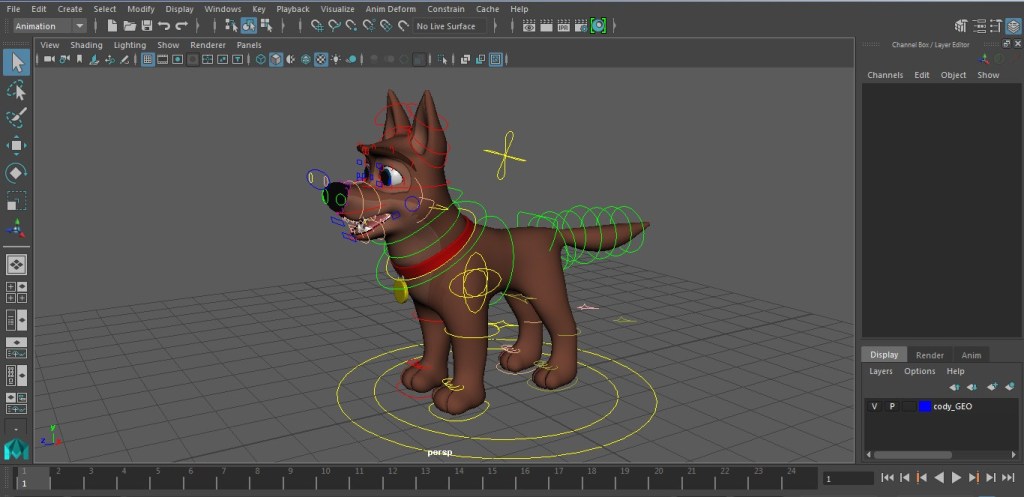 File Edit Create Select Modify Display Windows Key Playback Visualize Anim Deform Constrain Cache Help
Animation No Live Surface
View Shading Lighting Show Renderer Panels
Channel Box / Layer Editor
Channels Edit Object Show
Display Render Anim
Layers Options Help
V P cody_GEO
y
z x
persp
1 2 3 4 5 6 7 8 9 10 11 12 13 14 15 16 17 18 19 20 21 22 23 24
1 1